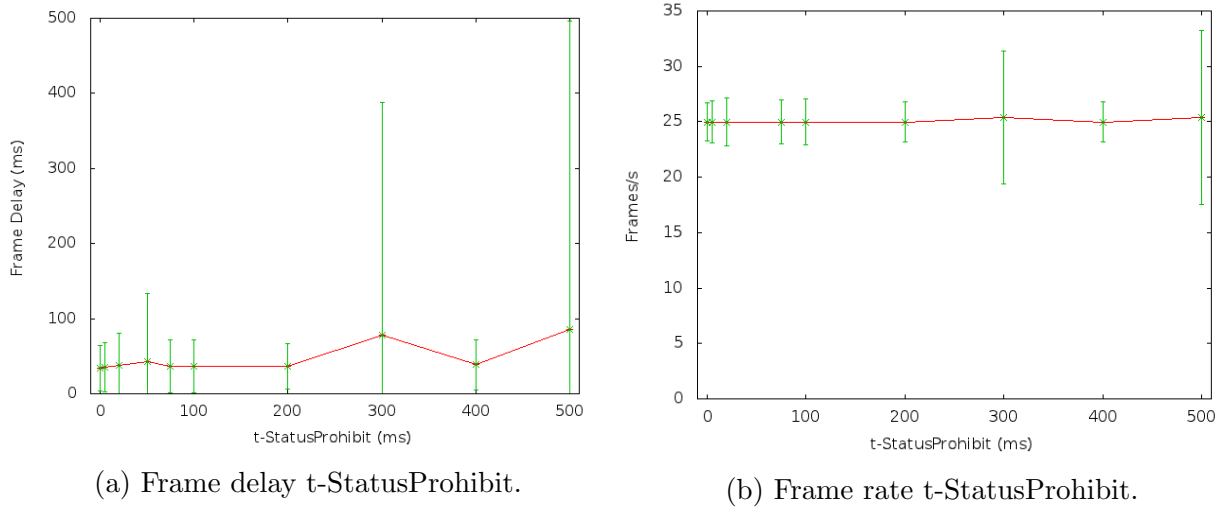 500
400
300
200
100
0
Frame Delay (ms)
0 100 200 300 400 500
t-StatusProhibit (ms)
(a) Frame delay t-StatusProhibit.
35
30
25
20
15
10
5
0
Frames/s
0 100 200 300 400 500
t-StatusProhibit (ms)
(b) Frame rate t-StatusProhibit.